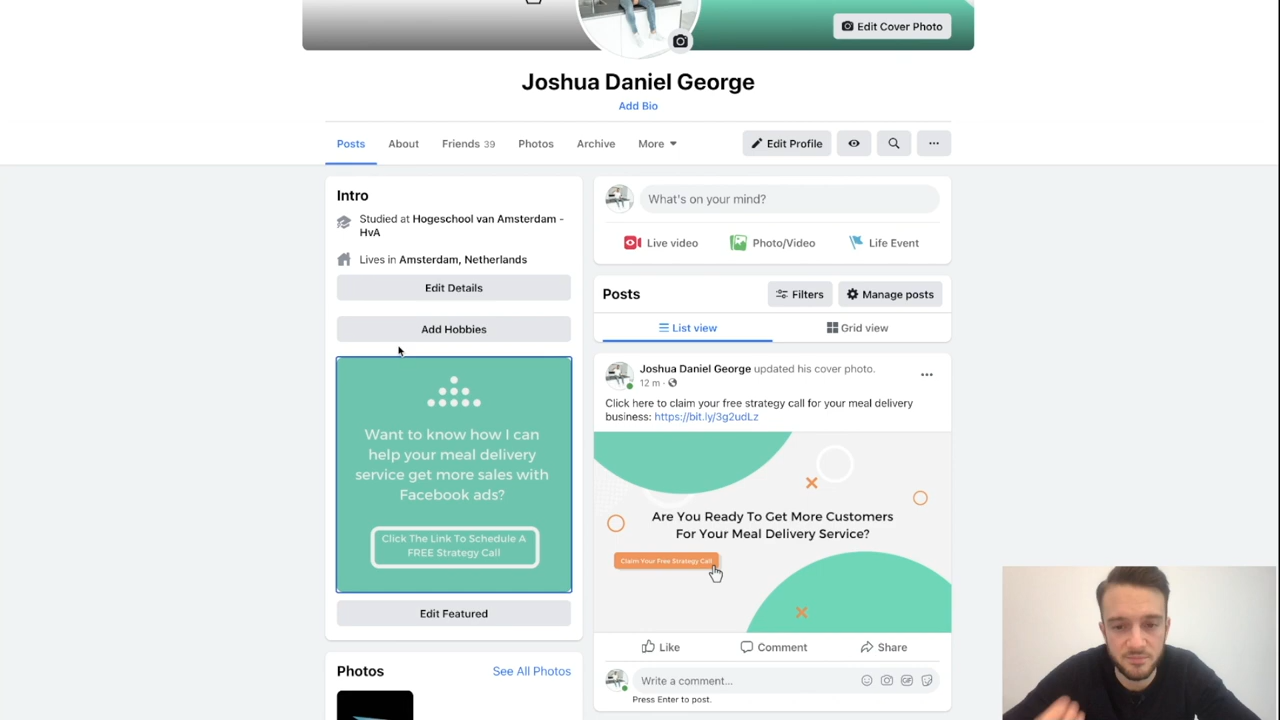 Edit Cover Photo
Joshua Daniel George
Add Bio
Posts
About
Friends 39
Photos
Archive
More
Edit Profile
Intro
Studied at Hogeschool van Amsterdam -
HvA
Lives in Amsterdam, Netherlands
Edit Details
Add Hobbies
Want to know how I can
help your meal delivery
service get more sales with
Facebook ads?
Click The Link To Schedule A
FREE Strategy Call
Edit Featured
Photos
See All Photos
What's on your mind?
Live video
Photo/Video
Life Event
Posts
Filters
Manage posts
List view
Grid view
Joshua Daniel George updated his cover photo.
12 m ·
Click here to claim your free strategy call for your meal delivery
business: https://bit.ly/3g2udLz
Are You Ready To Get More Customers
For Your Meal Delivery Service?
Claim Your Free Strategy Call
Like
Comment
Share
Write a comment...
Press Enter to post.